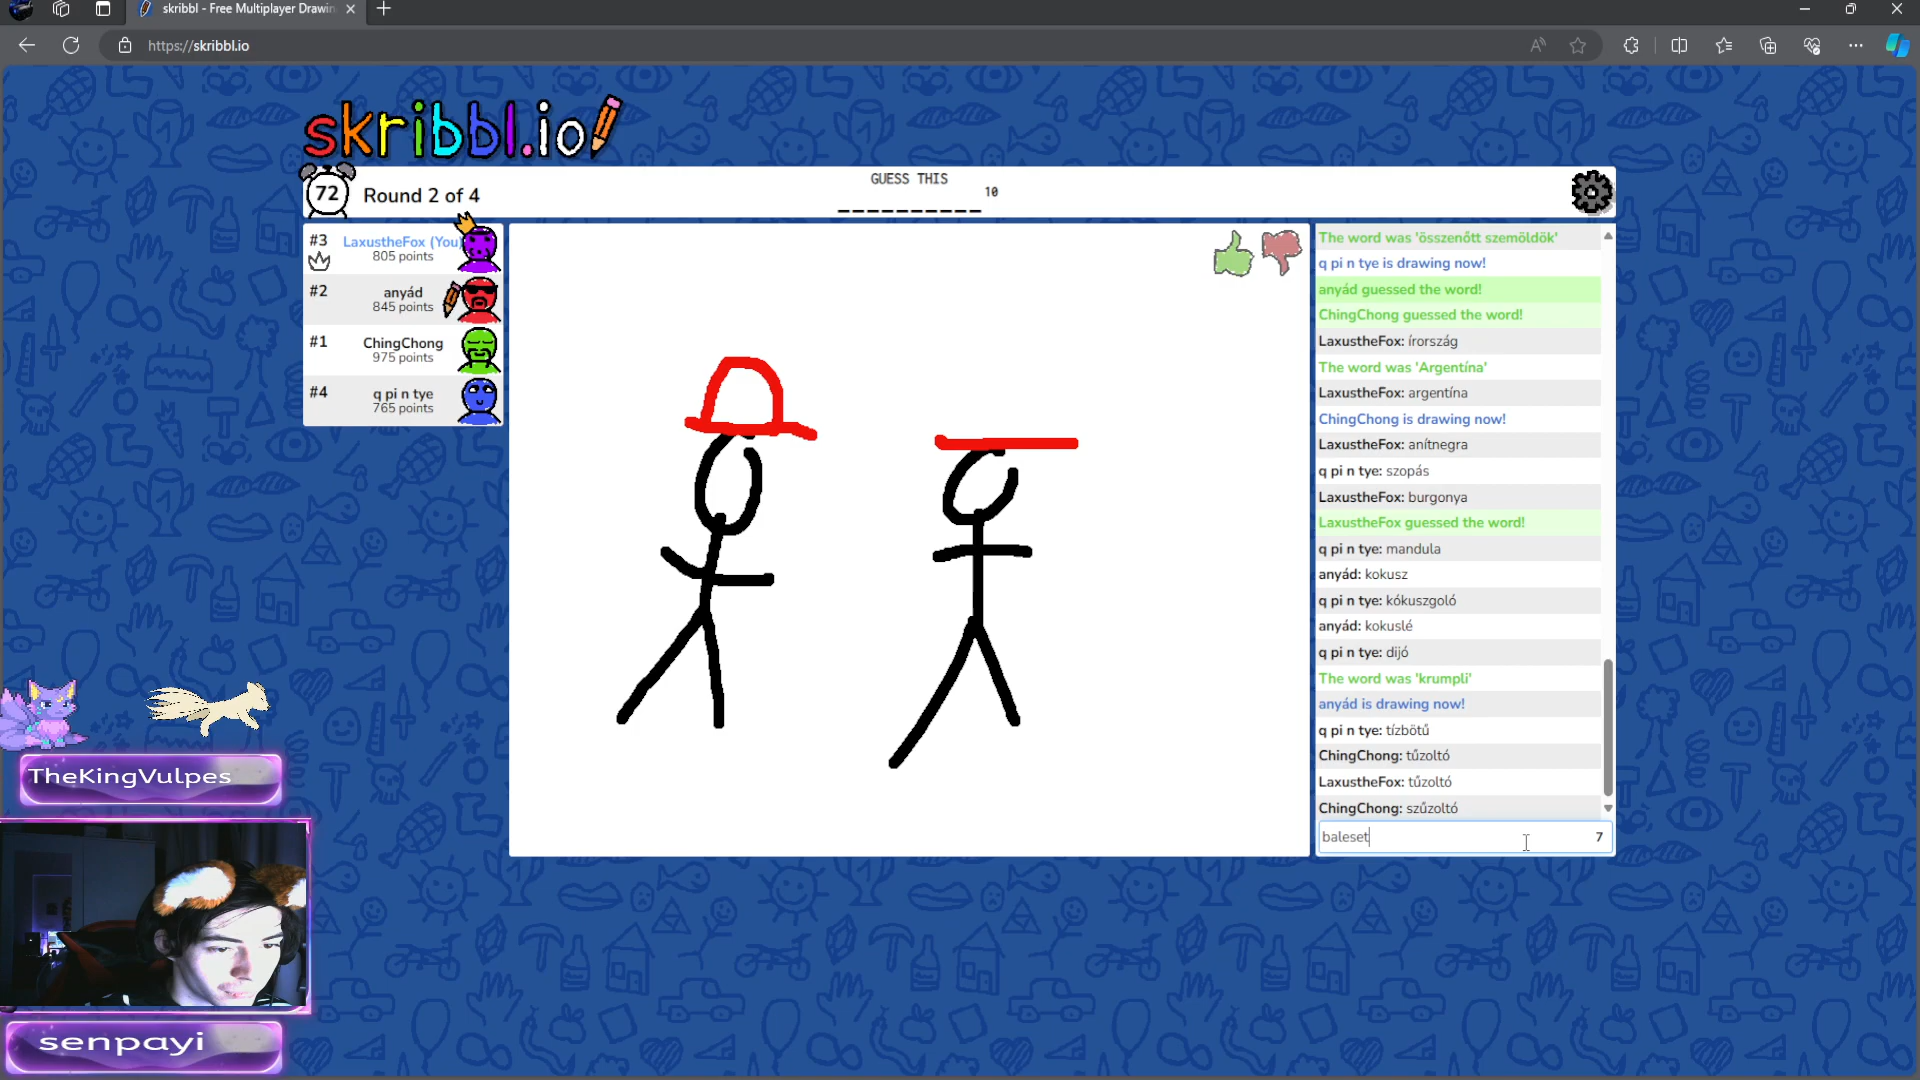 skribbl - Free Multiplayer Drawin
https://skribbl.io
skribbl.io
72
Round 2 of 4
GUESS THIS
__________ 10
#3
LaxustheFox (You)
805 points
#2
anyád
845 points
#1
ChingChong
975 points
#4
q pi n tye
765 points
The word was 'összenőtt szemöldök'
q pi n tye is drawing now!
anyád guessed the word!
ChingChong guessed the word!
LaxustheFox: írország
The word was 'Argentína'
LaxustheFox: argentína
ChingChong is drawing now!
LaxustheFox: anítnegra
q pi n tye: szopás
LaxustheFox: burgonya
LaxustheFox guessed the word!
q pi n tye: mandula
anyád: kokusz
q pi n tye: kókuszgoló
anyád: kokuslé
q pi n tye: dijó
The word was 'krumpli'
anyád is drawing now!
q pi n tye: tízbötű
ChingChong: tűzoltó
LaxustheFox: tűzoltó
ChingChong: szűzoltó
baleset
7
TheKingVulpes
senpayi